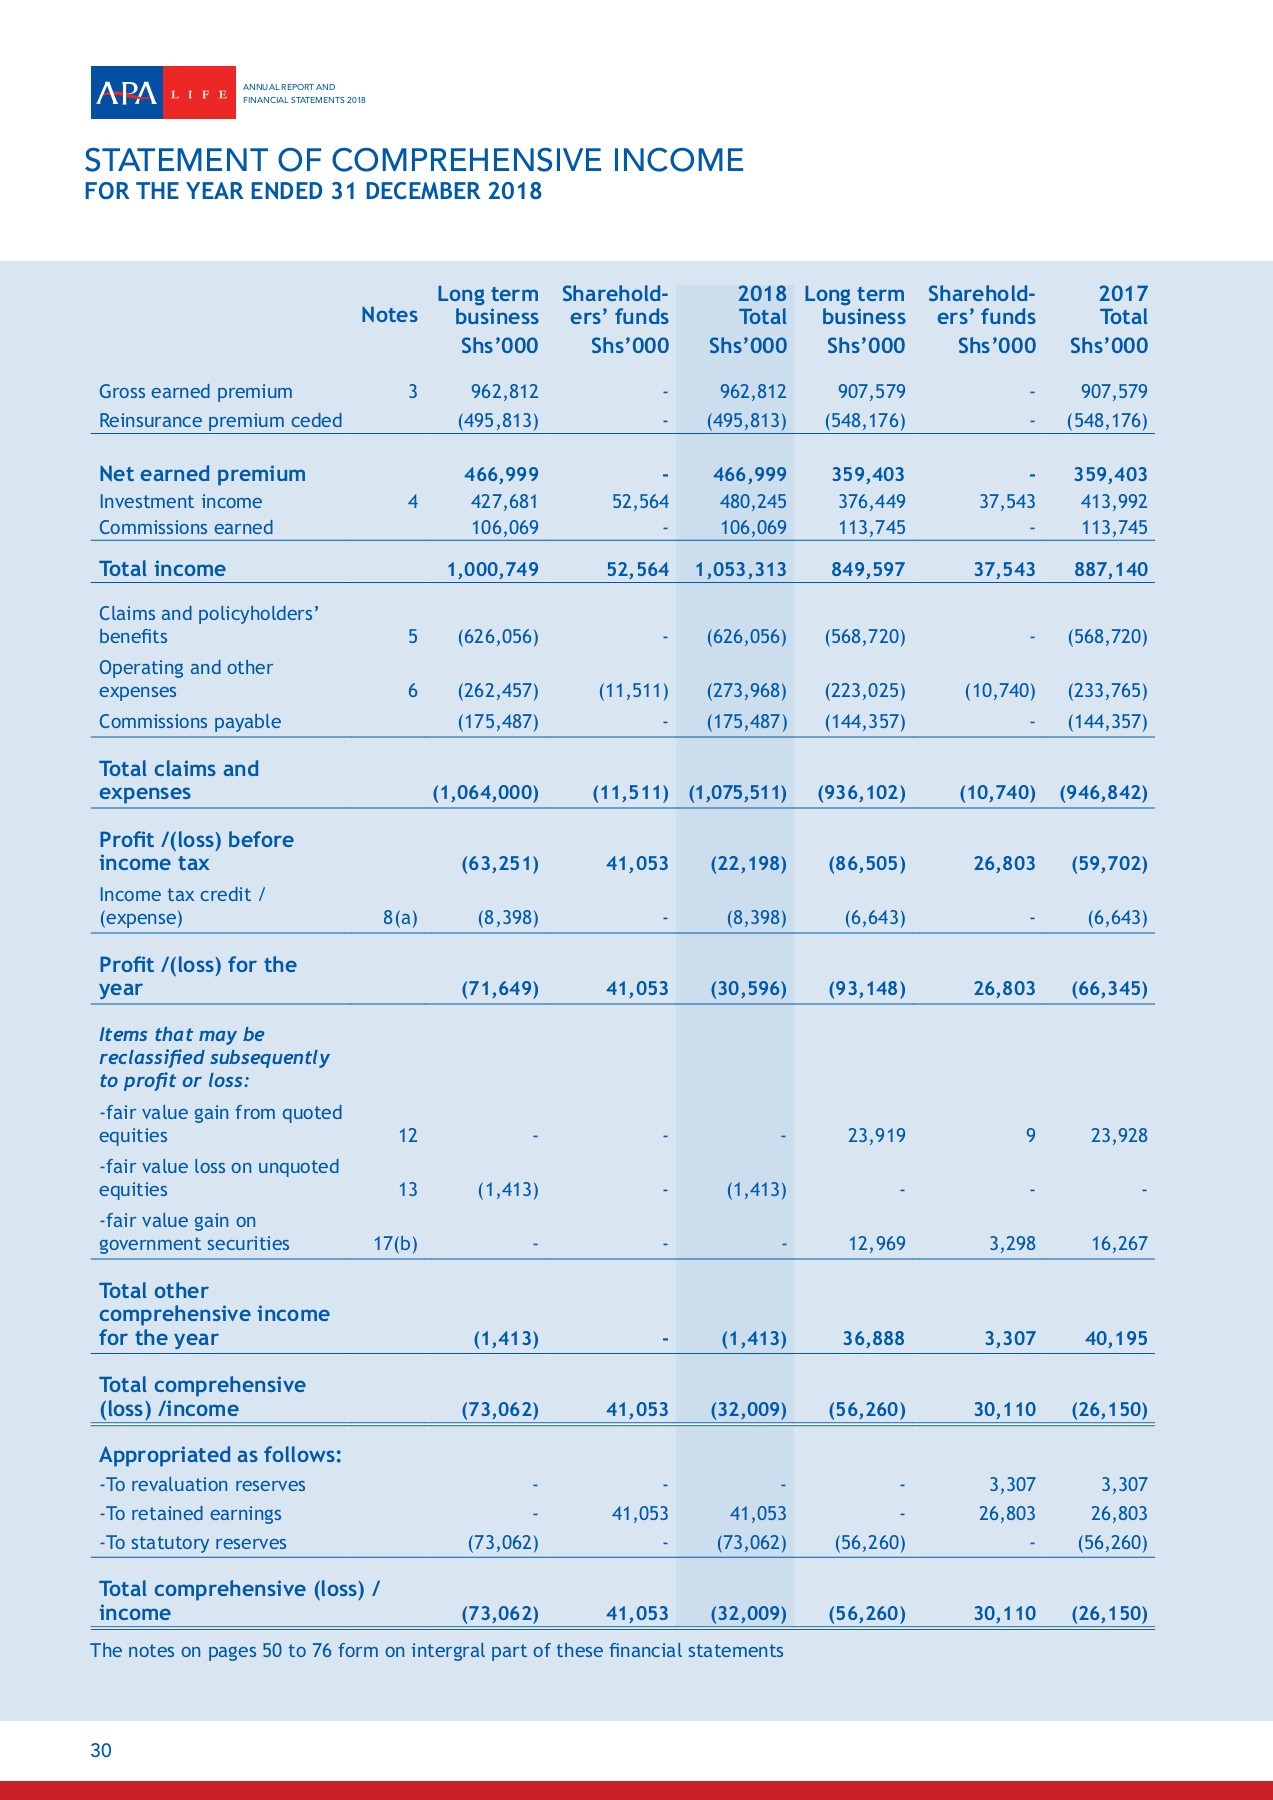 APA LIFE
ANNUAL REPORT AND
FINANCIAL STATEMENTS 2018
STATEMENT OF COMPREHENSIVE INCOME
FOR THE YEAR ENDED 31 DECEMBER 2018
Notes Long term business Sharehold-ers’ funds 2018 Total Long term business Sharehold-ers’ funds 2017 Total
Shs’000 Shs’000 Shs’000 Shs’000 Shs’000 Shs’000
Gross earned premium 3 962,812 - 962,812 907,579 - 907,579
Reinsurance premium ceded (495,813) - (495,813) (548,176) - (548,176)
Net earned premium 466,999 - 466,999 359,403 - 359,403
Investment income 4 427,681 52,564 480,245 376,449 37,543 413,992
Commissions earned 106,069 - 106,069 113,745 - 113,745
Total income 1,000,749 52,564 1,053,313 849,597 37,543 887,140
Claims and policyholders’
benefits 5 (626,056) - (626,056) (568,720) - (568,720)
Operating and other
expenses 6 (262,457) (11,511) (273,968) (223,025) (10,740) (233,765)
Commissions payable (175,487) - (175,487) (144,357) - (144,357)
Total claims and
expenses (1,064,000) (11,511) (1,075,511) (936,102) (10,740) (946,842)
Profit /(loss) before
income tax (63,251) 41,053 (22,198) (86,505) 26,803 (59,702)
Income tax credit /
(expense) 8(a) (8,398) - (8,398) (6,643) - (6,643)
Profit /(loss) for the
year (71,649) 41,053 (30,596) (93,148) 26,803 (66,345)
Items that may be
reclassified subsequently
to profit or loss:
-fair value gain from quoted
equities 12 - - - 23,919 9 23,928
-fair value loss on unquoted
equities 13 (1,413) - (1,413) - - -
-fair value gain on
government securities 17(b) - - - 12,969 3,298 16,267
Total other
comprehensive income
for the year (1,413) - (1,413) 36,888 3,307 40,195
Total comprehensive
(loss) /income (73,062) 41,053 (32,009) (56,260) 30,110 (26,150)
Appropriated as follows:
-To revaluation reserves - - - - 3,307 3,307
-To retained earnings - 41,053 41,053 - 26,803 26,803
-To statutory reserves (73,062) - (73,062) (56,260) - (56,260)
Total comprehensive (loss) /
income (73,062) 41,053 (32,009) (56,260) 30,110 (26,150)
The notes on pages 50 to 76 form on intergral part of these financial statements
30